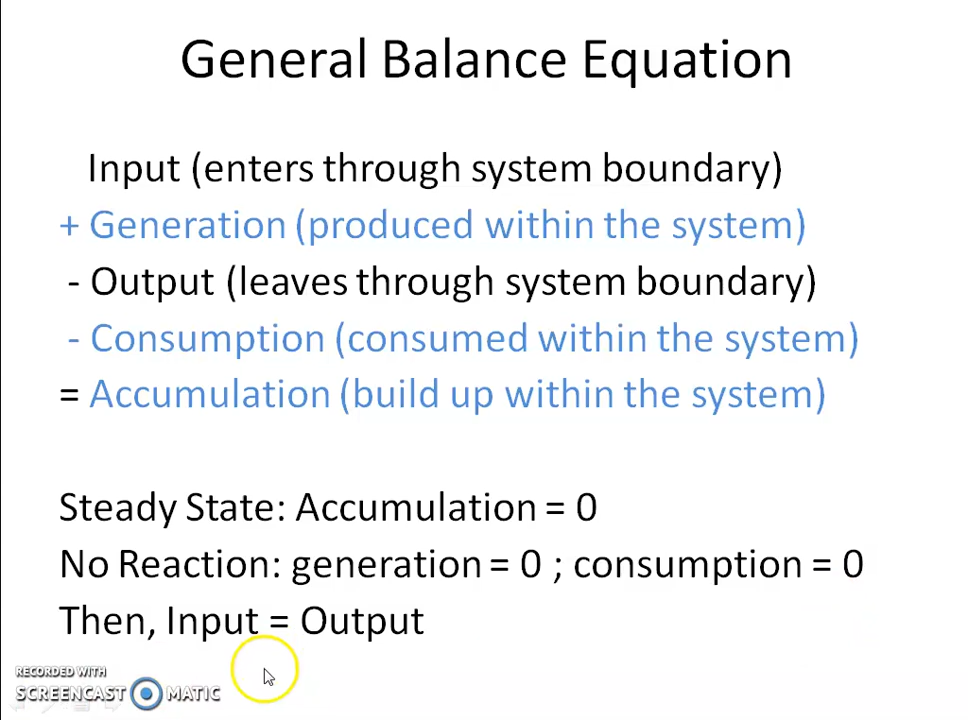 General Balance Equation
Input (enters through system boundary)
+ Generation (produced within the system)
- Output (leaves through system boundary)
- Consumption (consumed within the system)
= Accumulation (build up within the system)
Steady State: Accumulation = 0
No Reaction: generation = 0 ; consumption = 0
Then, Input = Output
RECORDED WITH
SCREENCAST MATIC